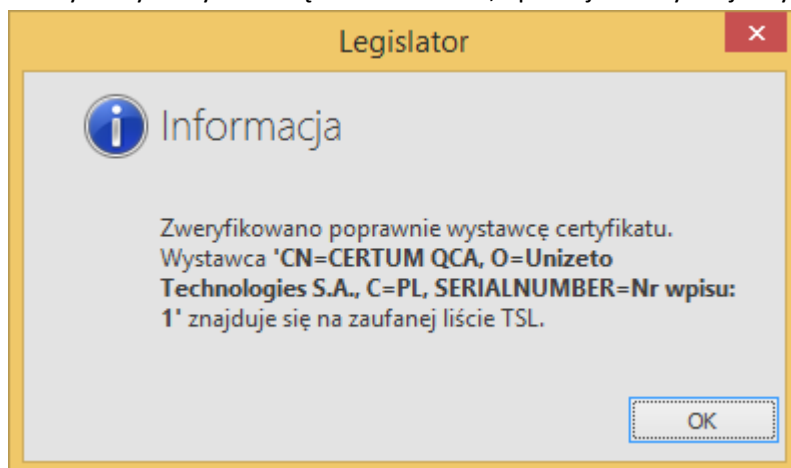 Legislator
Informacja
Zweryfikowano poprawnie wystawcę certyfikatu.
Wystawca 'CN=CERTUM QCA, O=Unizeto
Technologies S.A., C=PL, SERIALNUMBER=Nr wpisu:
1' znajduje się na zaufanej liście TSL.
OK